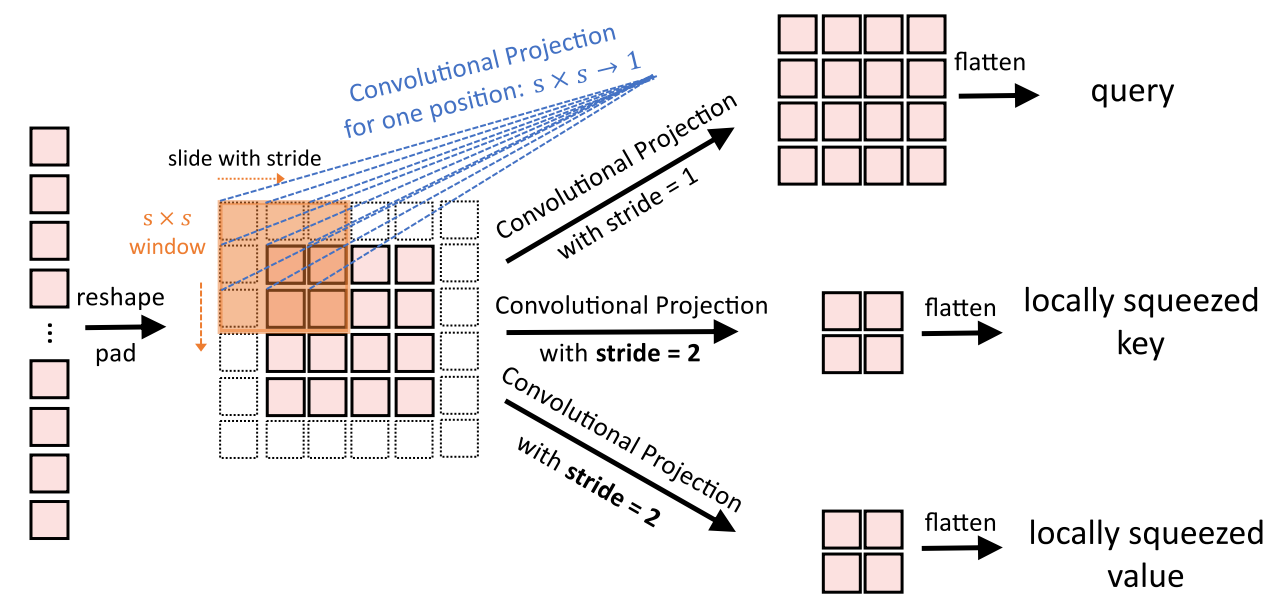 Convolutional Projection
for one position: s × s → 1
slide with stride
s × s
window
reshape
pad
...
Convolutional Projection
with stride = 1
flatten
query
Convolutional Projection
with stride = 2
flatten
locally squeezed
key
Convolutional Projection
with stride = 2
flatten
locally squeezed
value